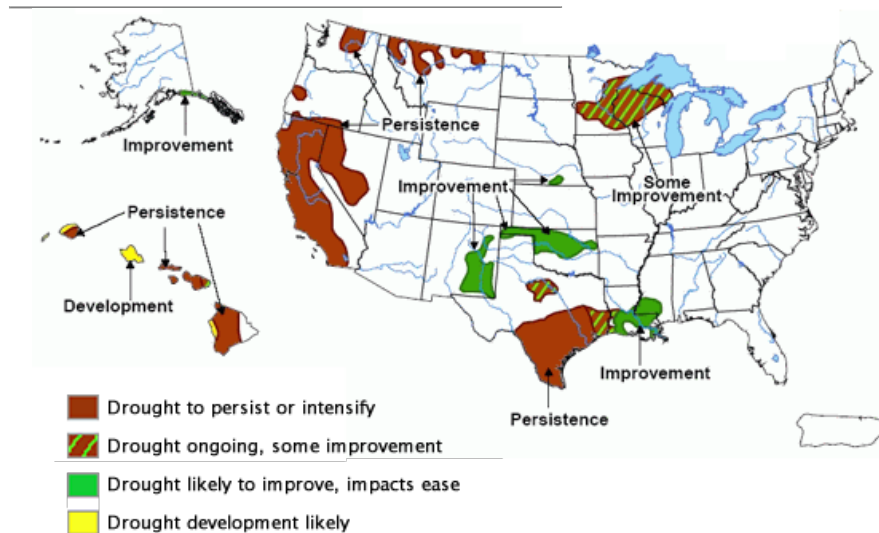 Persistence
Improvement
Improvement
Some
Improvement
Persistence
Development
Improvement
Persistence
Drought to persist or intensify
Drought ongoing, some improvement
Drought likely to improve, impacts ease
Drought development likely